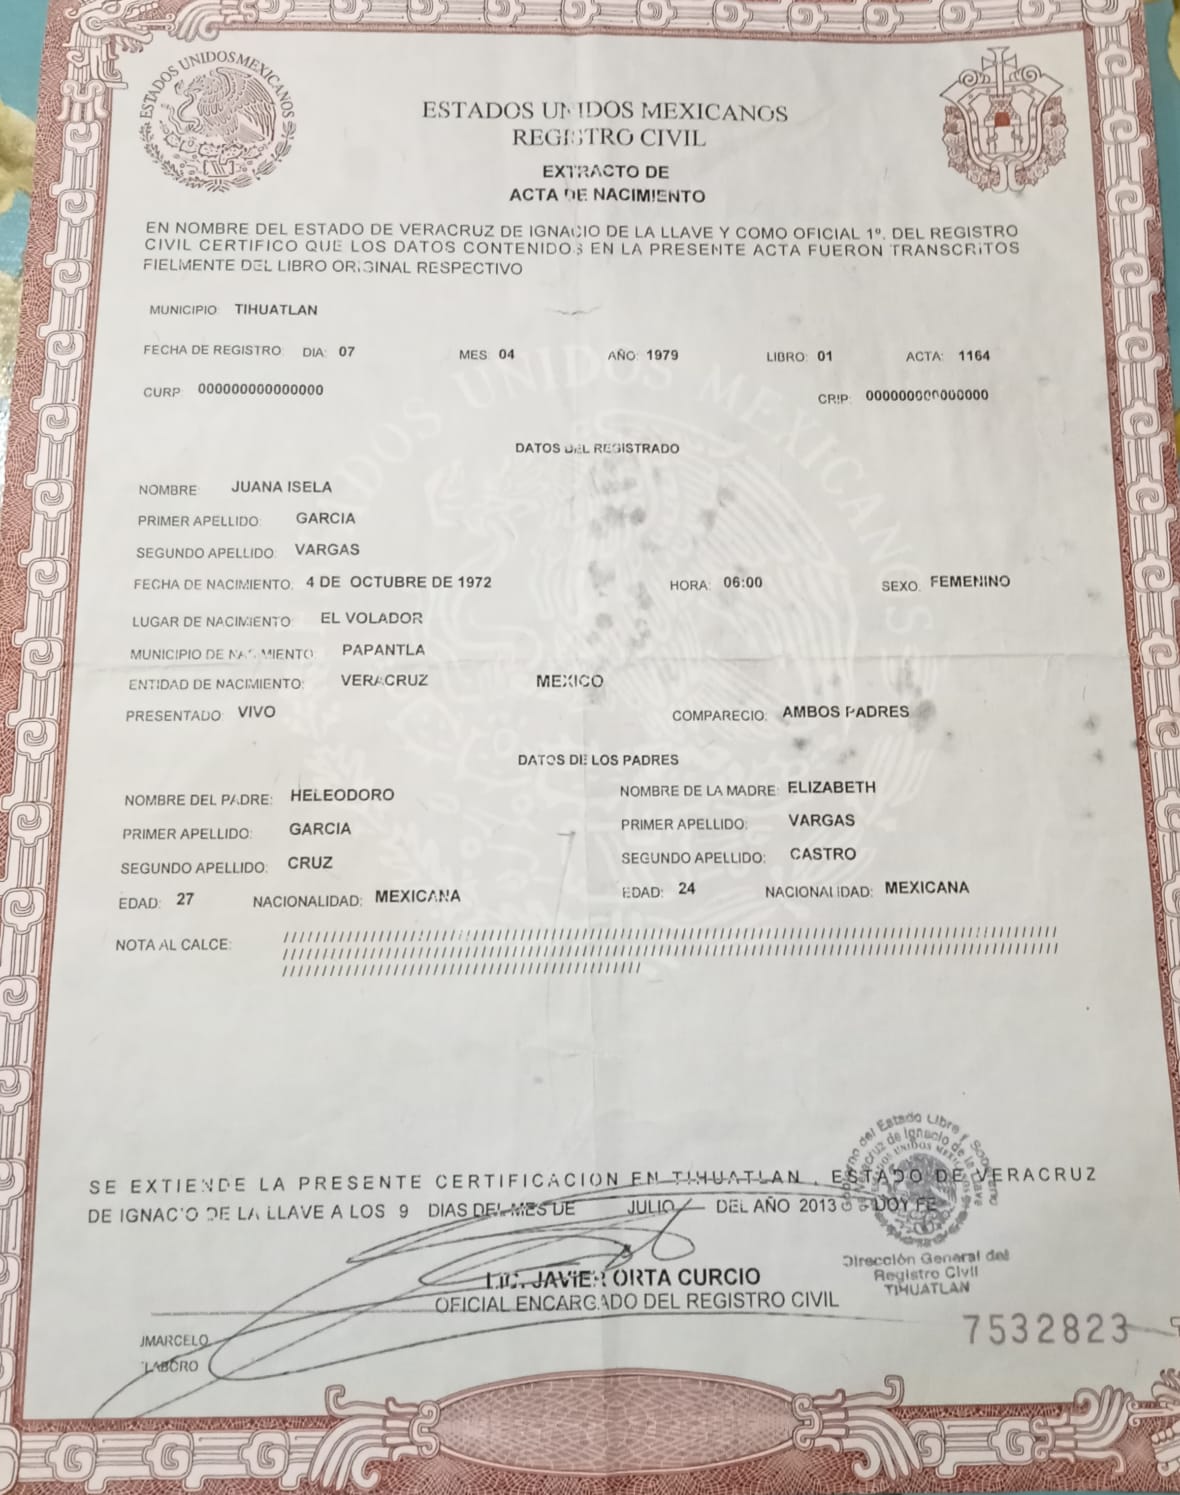 ESTADOS UNIDOS MEXICANOS
ESTADOS UNIDOS MEXICANOS
REGISTRO CIVIL
EXTRACTO DE
ACTA DE NACIMIENTO
EN NOMBRE DEL ESTADO DE VERACRUZ DE IGNACIO DE LA LLAVE Y COMO OFICIAL 1º. DEL REGISTRO
CIVIL CERTIFICO QUE LOS DATOS CONTENIDOS EN LA PRESENTE ACTA FUERON TRANSCRITOS
FIELMENTE DEL LIBRO ORIGINAL RESPECTIVO
MUNICIPIO: TIHUATLAN
FECHA DE REGISTRO: DIA: 07 MES 04 AÑO: 1979 LIBRO: 01 ACTA: 1164
CURP: 000000000000000 CRIP: 000000000000000
DATOS DEL REGISTRADO
NOMBRE: JUANA ISELA
PRIMER APELLIDO: GARCIA
SEGUNDO APELLIDO: VARGAS
FECHA DE NACIMIENTO: 4 DE OCTUBRE DE 1972 HORA: 06:00 SEXO: FEMENINO
LUGAR DE NACIMIENTO: EL VOLADOR
MUNICIPIO DE NACIMIENTO: PAPANTLA
ENTIDAD DE NACIMIENTO: VERACRUZ MEXICO
PRESENTADO: VIVO COMPARECIO: AMBOS PADRES
DATOS DE LOS PADRES
NOMBRE DEL PADRE: HELEODORO NOMBRE DE LA MADRE: ELIZABETH
PRIMER APELLIDO: GARCIA PRIMER APELLIDO: VARGAS
SEGUNDO APELLIDO: CRUZ SEGUNDO APELLIDO: CASTRO
EDAD: 27 NACIONALIDAD: MEXICANA EDAD: 24 NACIONALIDAD: MEXICANA
NOTA AL CALCE:
SE EXTIENDE LA PRESENTE CERTIFICACION EN TIHUATLAN , ESTADO DE VERACRUZ
DE IGNACIO DE LA LLAVE A LOS 9 DIAS DEL MES DE JULIO DEL AÑO 2013 DOY FE
LIC. JAVIER ORTA CURCIO
OFICIAL ENCARGADO DEL REGISTRO CIVIL
Dirección General del
Registro Civil
TIHUATLAN
7532823
JMARCELO
LABORO